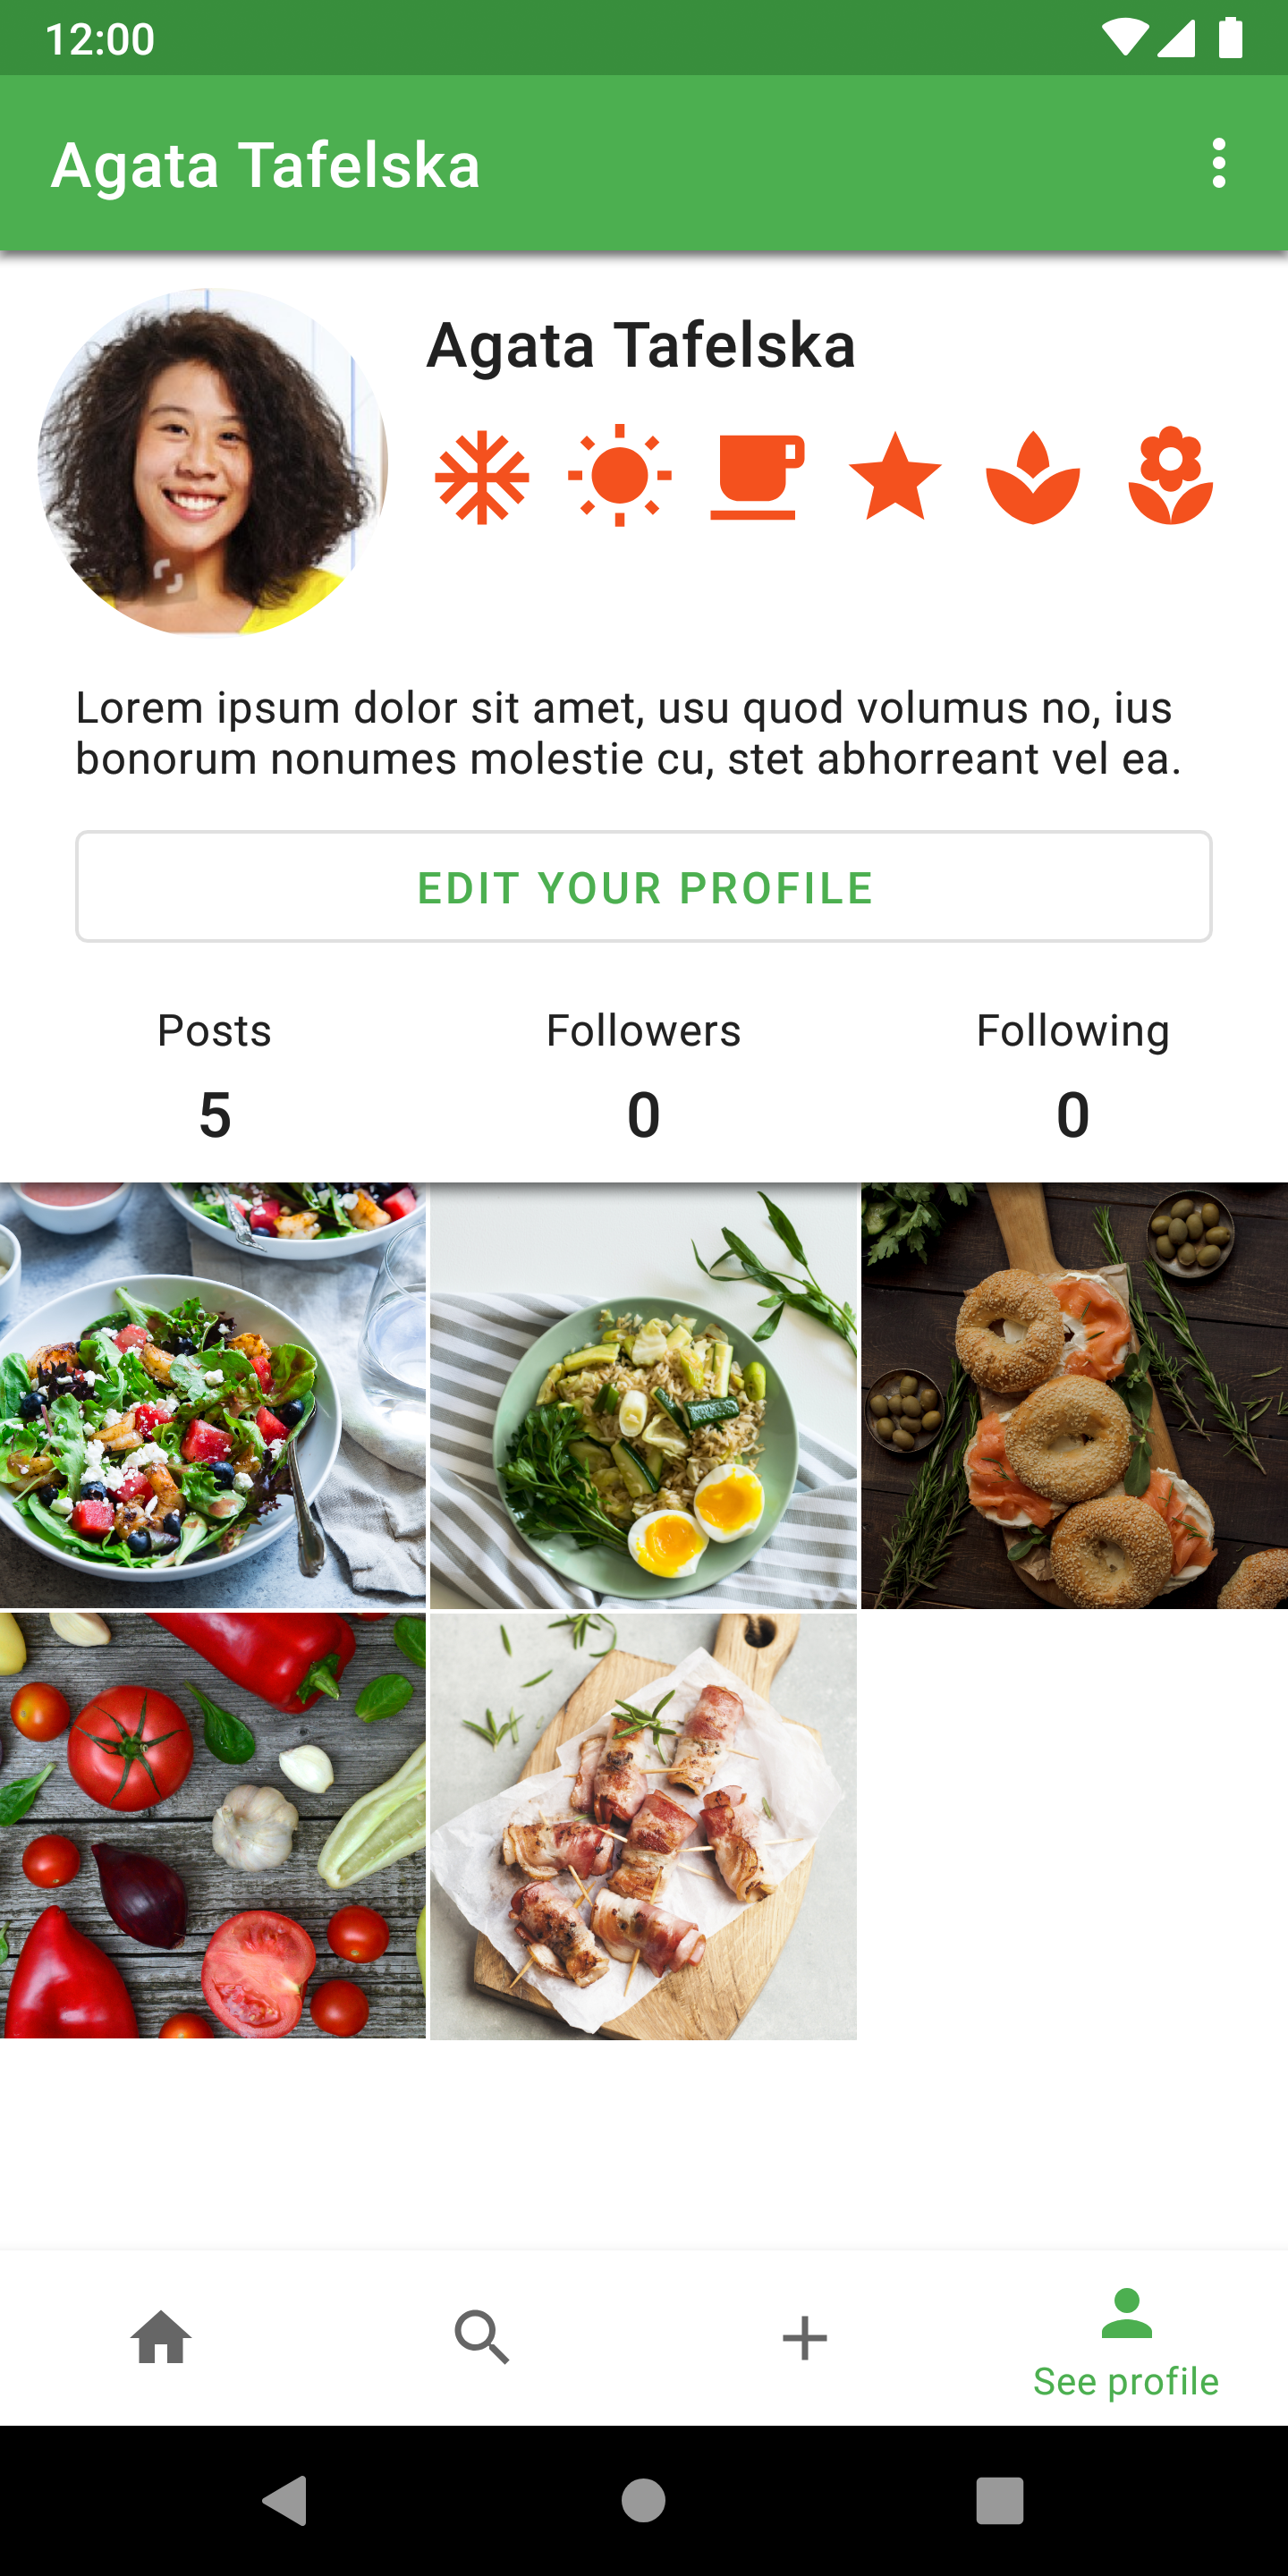 12:00
Agata Tafelska
Agata Tafelska
Lorem ipsum dolor sit amet, usu quod volumus no, ius
bonorum nonumes molestie cu, stet abhorreant vel ea.
EDIT YOUR PROFILE
Posts Followers Following
5 0 0
See profile